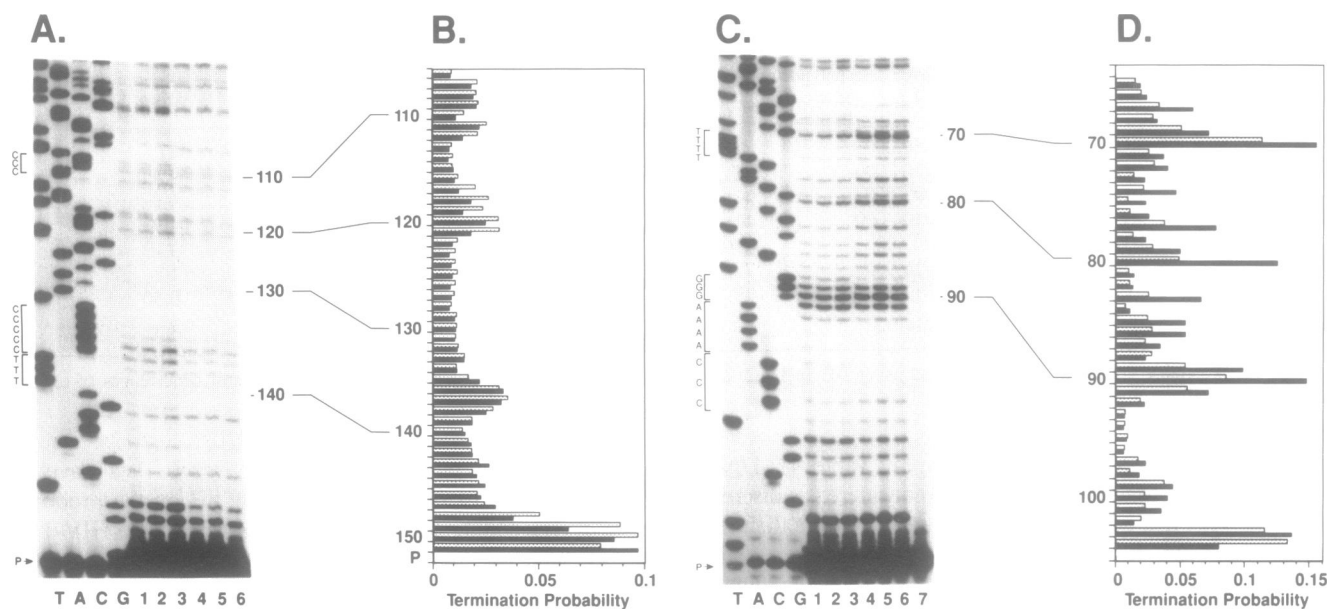 A.
B.
C.
D.
C
C
C
C
C
C
C
C
T
T
T
P
T A C G 1 2 3 4 5 6
-110
-120
-130
-140
110
120
130
140
150
P
0 0.05 0.1
Termination Probability
T
T
T
T
G
G
G
A
A
A
A
C
C
C
P
T A C G 1 2 3 4 5 6 7
-70
-80
-90
70
80
90
100
0 0.05 0.10 0.15
Termination Probability